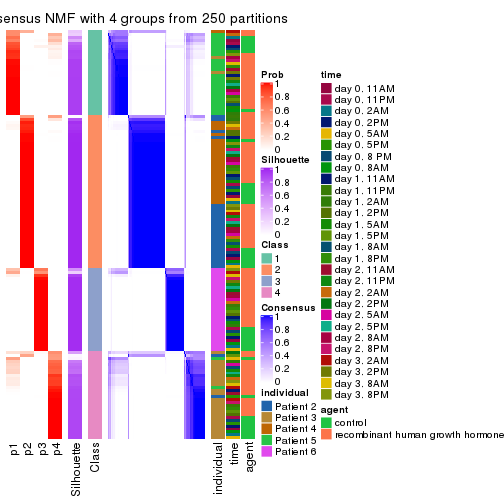 sensus NMF with 4 groups from 250 partitions
Prob
1
0.8
0.6
0.4
0.2
0
Silhouette
1
0.8
0.6
0.4
0.2
0
Class
1
2
3
4
Consensus
1
0.8
0.6
0.4
0.2
0
individual
Patient 2
Patient 3
Patient 4
Patient 5
Patient 6
time
day 0. 11AM
day 0. 11PM
day 0. 2AM
day 0. 2PM
day 0. 5AM
day 0. 5PM
day 0. 8 PM
day 0. 8AM
day 1. 11AM
day 1. 11PM
day 1. 2AM
day 1. 2PM
day 1. 5AM
day 1. 5PM
day 1. 8AM
day 1. 8PM
day 2. 11AM
day 2. 11PM
day 2. 2AM
day 2. 2PM
day 2. 5AM
day 2. 5PM
day 2. 8AM
day 2. 8PM
day 3. 2AM
day 3. 2PM
day 3. 8AM
day 3. 8PM
agent
control
recombinant human growth hormone
p1
p2
p3
p4
Silhouette
Class
individual
time
agent